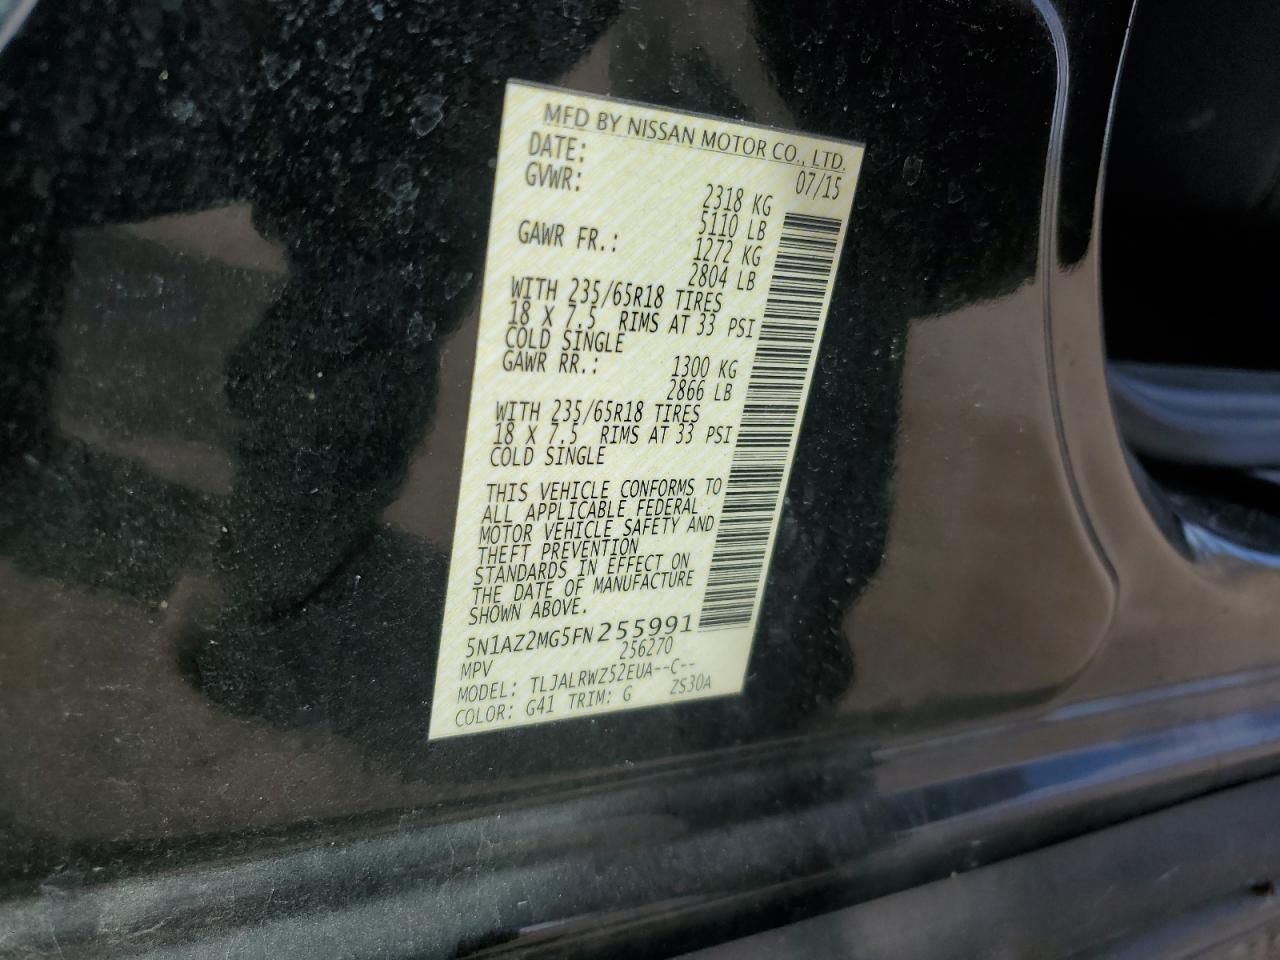 MFD BY NISSAN MOTOR CO., LTD.
DATE: 07/15
GVWR: 2318 KG
5110 LB
GAWR FR.: 1272 KG
2804 LB
WITH 235/65R18 TIRES
18 X 7.5 RIMS AT 33 PSI
COLD SINGLE
GAWR RR.: 1300 KG
2866 LB
WITH 235/65R18 TIRES
18 X 7.5 RIMS AT 33 PSI
COLD SINGLE
THIS VEHICLE CONFORMS TO
ALL APPLICABLE FEDERAL
MOTOR VEHICLE SAFETY AND
THEFT PREVENTION
STANDARDS IN EFFECT ON
THE DATE OF MANUFACTURE
SHOWN ABOVE.
5N1AZ2MG5FN255991
MPV 256270
MODEL: TLJALRWZ52EUA--C--
COLOR: G41 TRIM: G ZS30A